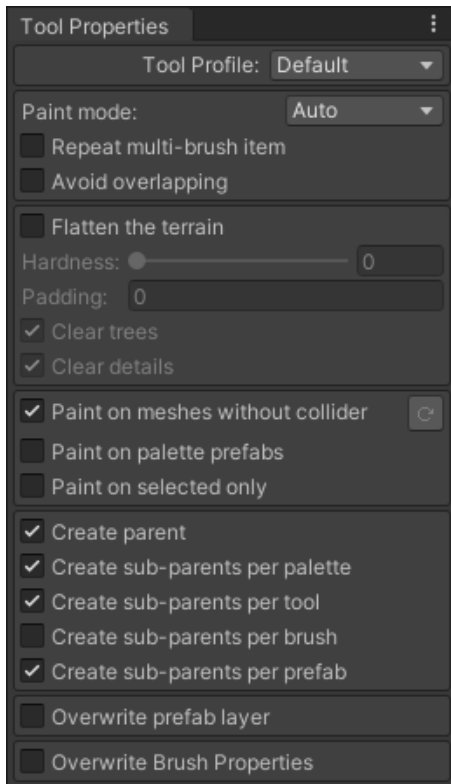 Tool Properties
Tool Profile: Default
Paint mode: Auto
Repeat multi-brush item
Avoid overlapping
Flatten the terrain
Hardness: 0
Padding: 0
Clear trees
Clear details
Paint on meshes without collider
Paint on palette prefabs
Paint on selected only
Create parent
Create sub-parents per palette
Create sub-parents per tool
Create sub-parents per brush
Create sub-parents per prefab
Overwrite prefab layer
Overwrite Brush Properties